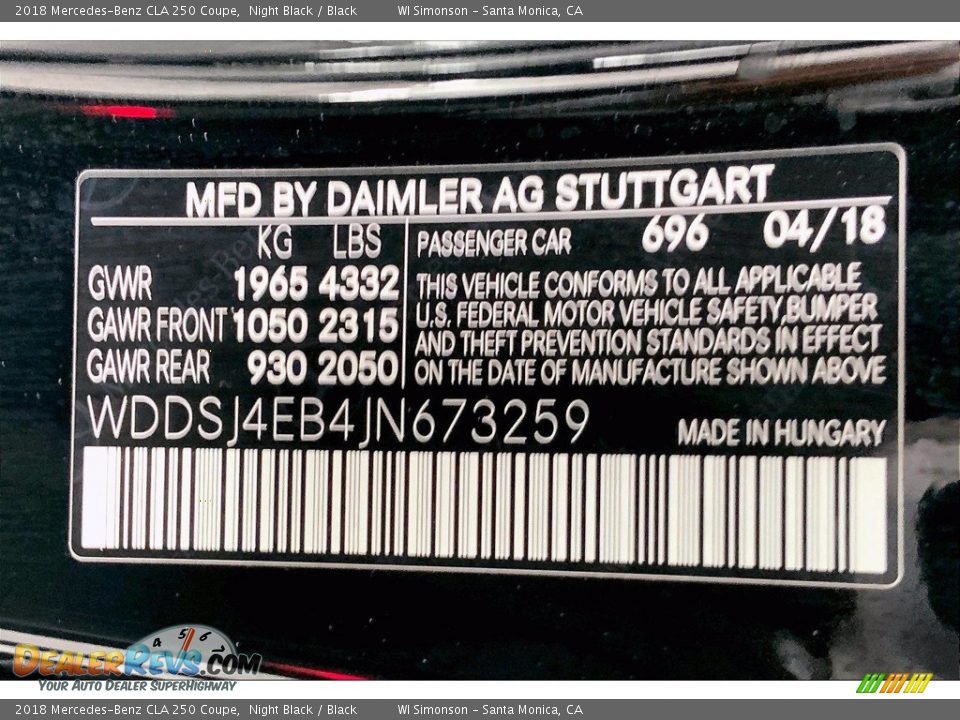 2018 Mercedes-Benz CLA 250 Coupe, Night Black / Black WI Simonson - Santa Monica, CA
MFD BY DAIMLER AG STUTTGART
KG LBS
GVWR 1965 4332
GAWR FRONT 1050 2315
GAWR REAR 930 2050
PASSENGER CAR 696 04/18
THIS VEHICLE CONFORMS TO ALL APPLICABLE
U.S. FEDERAL MOTOR VEHICLE SAFETY,BUMPER
AND THEFT PREVENTION STANDARDS IN EFFECT
ON THE DATE OF MANUFACTURE SHOWN ABOVE
WDDSJ4EB4JN673259
MADE IN HUNGARY
4 5 6
DEALERREVS.COM
YOUR AUTO DEALER SUPERHIGHWAY
2018 Mercedes-Benz CLA 250 Coupe, Night Black / Black WI Simonson - Santa Monica, CA